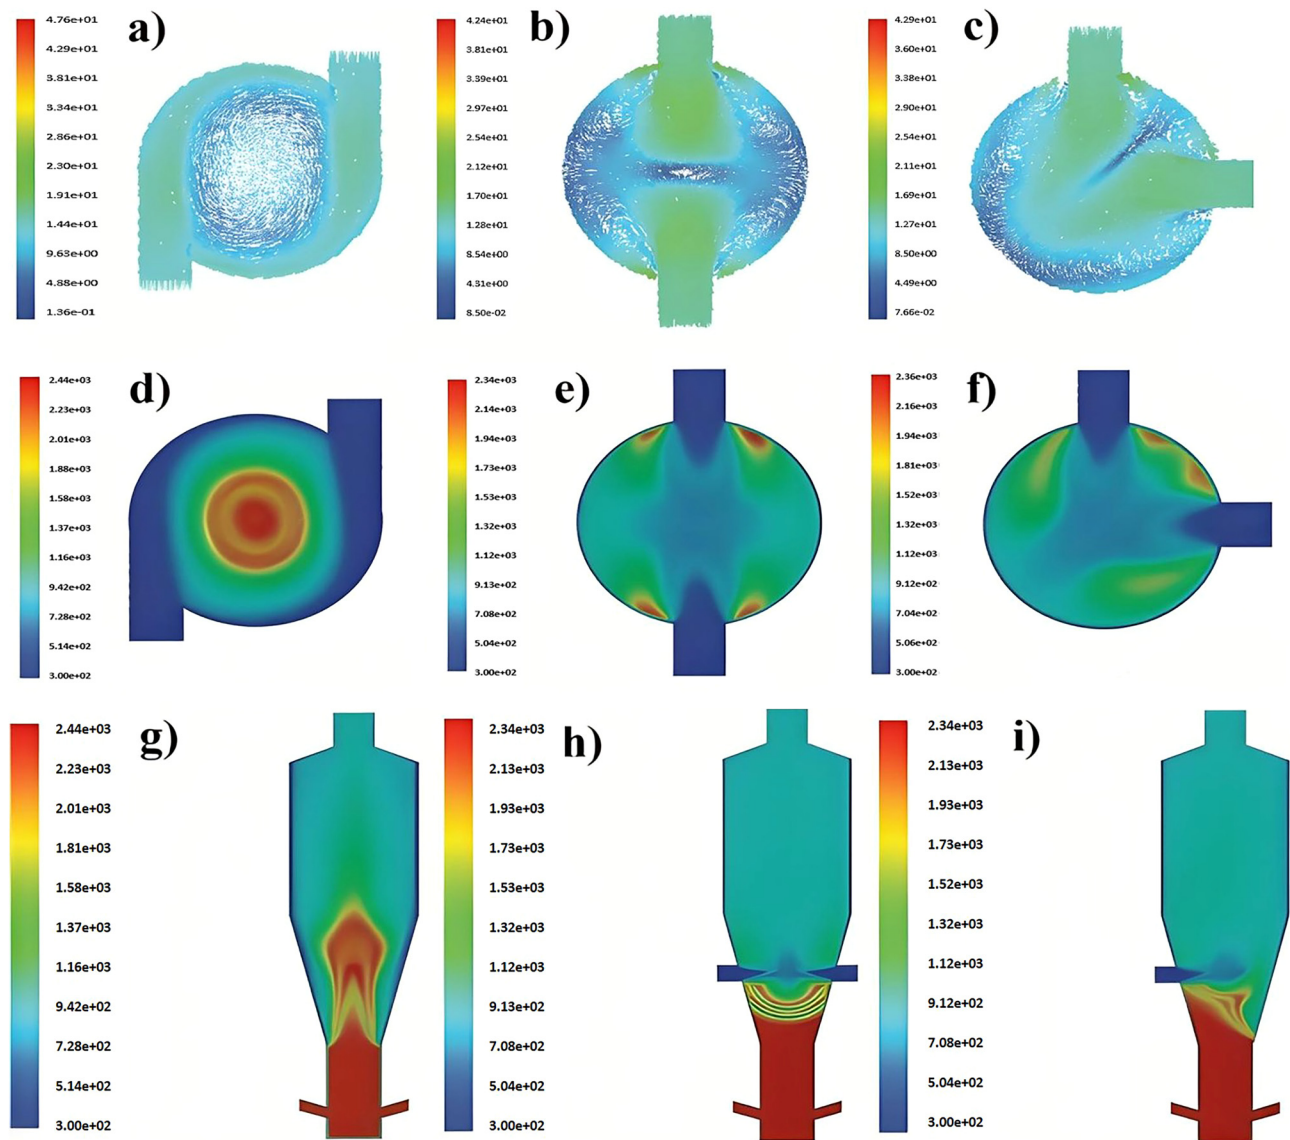 a)
4.76e+01
4.29e+01
3.81e+01
3.34e+01
2.86e+01
2.30e+01
1.91e+01
1.44e+01
9.63e+00
4.88e+00
1.36e-01
b)
4.24e+01
3.81e+01
3.39e+01
2.97e+01
2.54e+01
2.12e+01
1.70e+01
1.28e+01
8.54e+00
4.31e+00
8.50e-02
c)
4.29e+01
3.60e+01
3.38e+01
2.90e+01
2.54e+01
2.11e+01
1.69e+01
1.27e+01
8.50e+00
4.49e+00
7.66e-02
d)
2.44e+03
2.23e+03
2.01e+03
1.88e+03
1.58e+03
1.37e+03
1.16e+03
9.42e+02
7.28e+02
5.14e+02
3.00e+02
e)
2.34e+03
2.14e+03
1.94e+03
1.73e+03
1.53e+03
1.32e+03
1.12e+03
9.13e+02
7.08e+02
5.04e+02
3.00e+02
f)
2.36e+03
2.16e+03
1.94e+03
1.81e+03
1.52e+03
1.32e+03
1.12e+03
9.12e+02
7.04e+02
5.06e+02
3.00e+02
g)
2.44e+03
2.23e+03
2.01e+03
1.81e+03
1.58e+03
1.37e+03
1.16e+03
9.42e+02
7.28e+02
5.14e+02
3.00e+02
h)
2.34e+03
2.13e+03
1.93e+03
1.73e+03
1.53e+03
1.32e+03
1.12e+03
9.13e+02
7.08e+02
5.04e+02
3.00e+02
i)
2.34e+03
2.13e+03
1.93e+03
1.73e+03
1.52e+03
1.32e+03
1.12e+03
9.12e+02
7.08e+02
5.04e+02
3.00e+02